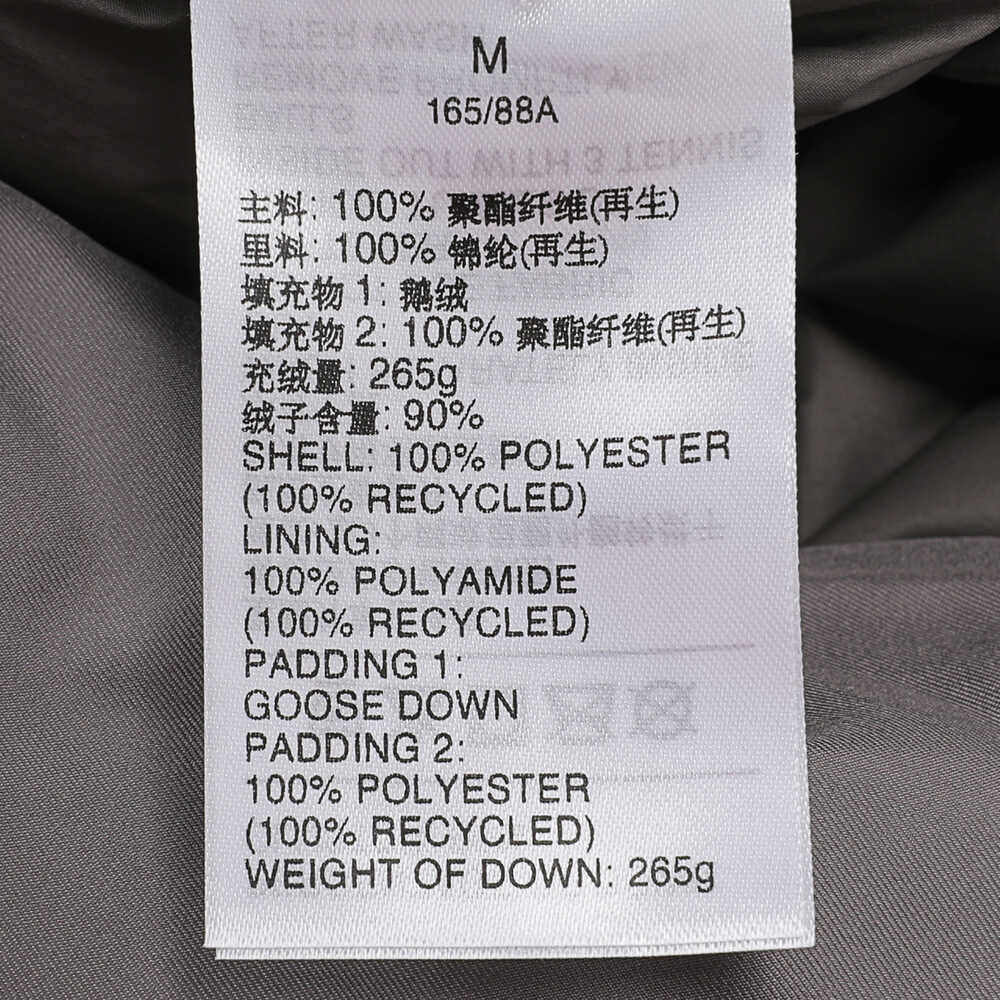 M
165/88A
主料: 100% 聚酯纤维(再生)
里料: 100% 锦纶(再生)
填充物 1: 鹅绒
填充物 2: 100% 聚酯纤维(再生)
充绒量: 265g
绒子含量: 90%
SHELL: 100% POLYESTER
(100% RECYCLED)
LINING:
100% POLYAMIDE
(100% RECYCLED)
PADDING 1:
GOOSE DOWN
PADDING 2:
100% POLYESTER
(100% RECYCLED)
WEIGHT OF DOWN: 265g